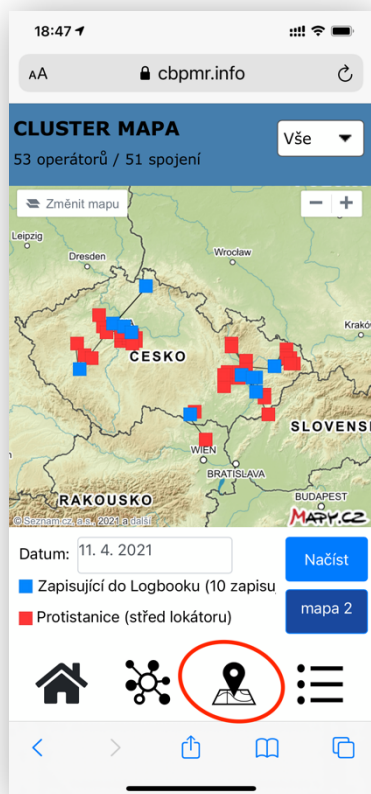 18:47
AA
cbpmr.info
CLUSTER MAPA
53 operátorů / 51 spojení
Vše
Změnit mapu
Leipzig
Dresden
Wrocław
Krakó
ČESKO
SLOVENS
WIEN
BRATISLAVA
RAKOUSKO
BUDAPEST
© Seznam.cz, a.s., 2021 a další
MAPY.CZ
Datum:
11. 4. 2021
Načíst
Zapisující do Logbooku (10 zapisu
Protistanice (střed lokátoru)
mapa 2